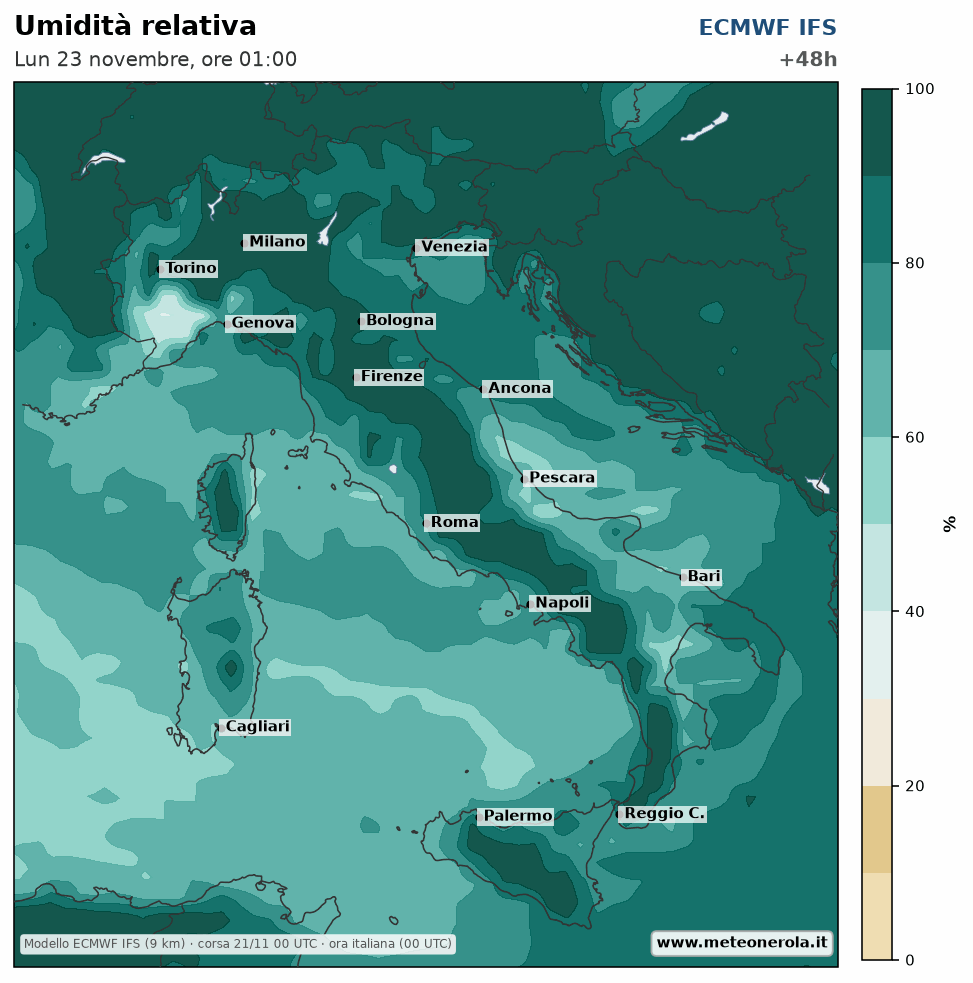 Umidità relativa
ECMWF IFS
Lun 23 novembre, ore 01:00
+48h
100
80
60
40
20
0
%
Milano
Venezia
Torino
Genova
Bologna
Firenze
Ancona
Pescara
Roma
Bari
Napoli
Cagliari
Palermo
Reggio C.
Modello ECMWF IFS (9 km) · corsa 21/11 00 UTC · ora italiana (00 UTC)
www.meteonerola.it